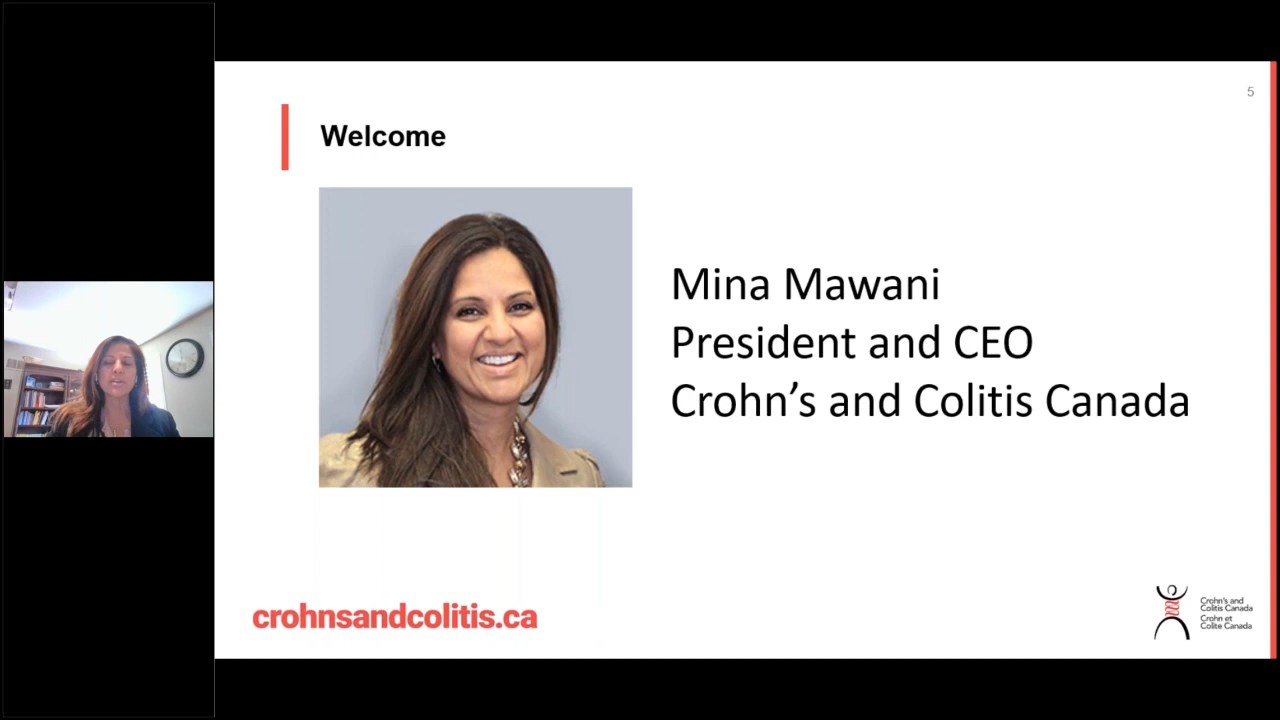 5
Welcome
Mina Mawani
President and CEO
Crohn’s and Colitis Canada
crohnsandcolitis.ca
Crohn's and
Colitis Canada
Crohn et
Colite Canada